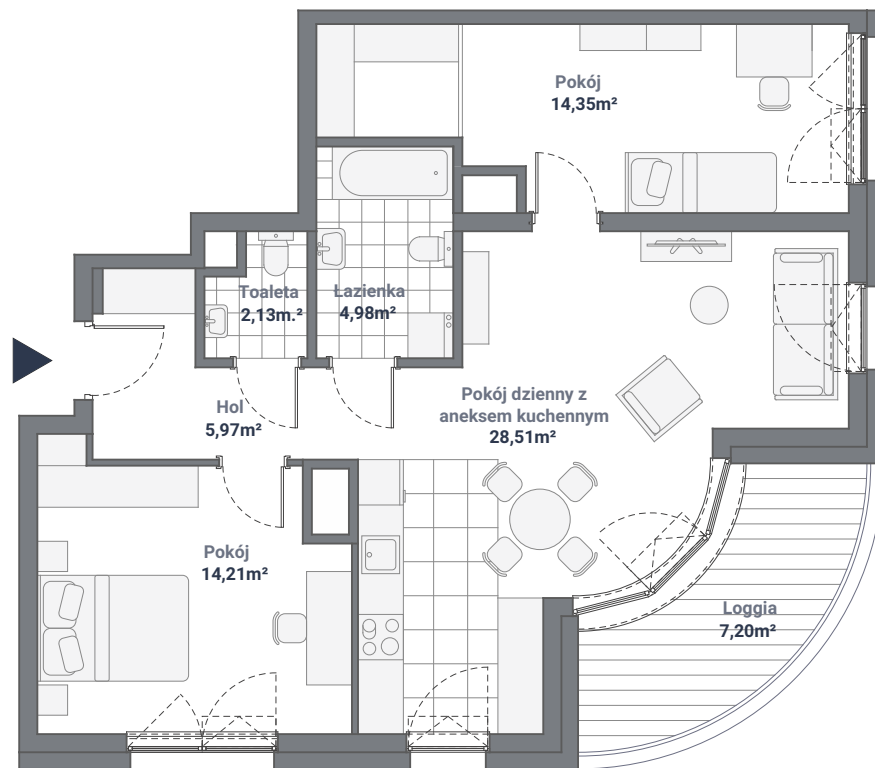 Pokój
14,35m²
Toaleta
2,13m.²
Łazienka
4,98m²
Hol
5,97m²
Pokój dzienny z
aneksem kuchennym
28,51m²
Pokój
14,21m²
Loggia
7,20m²